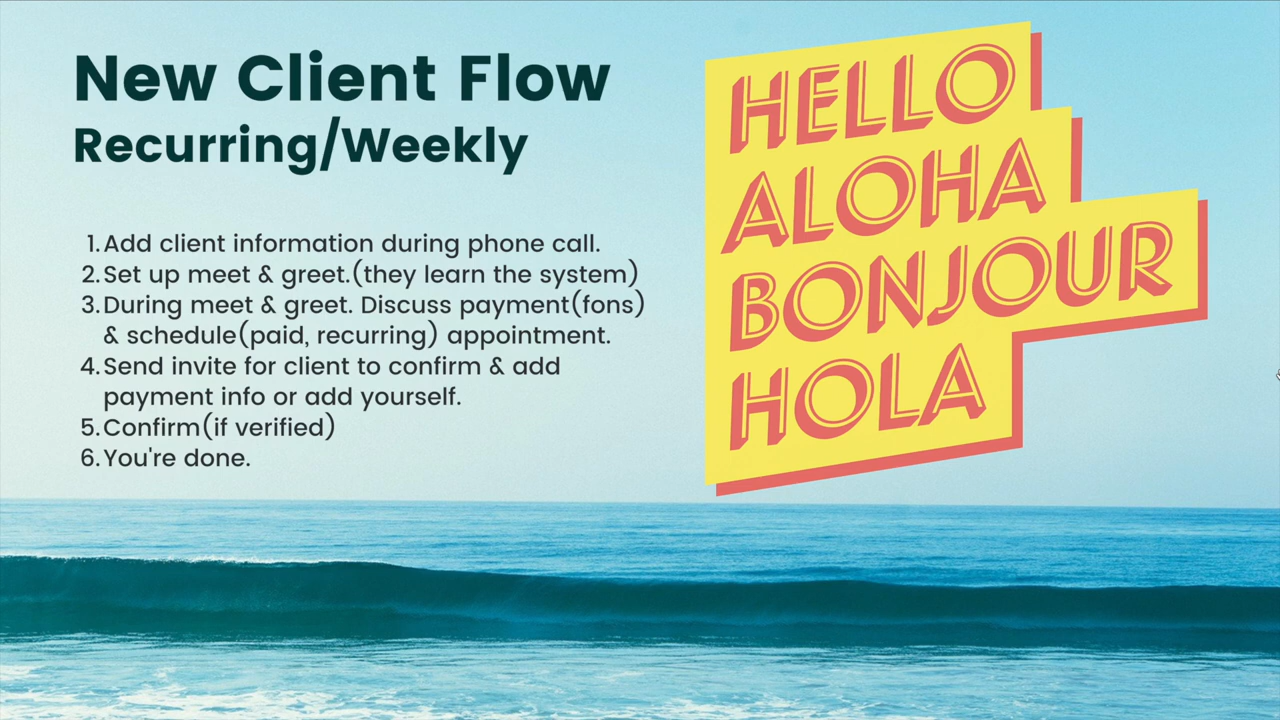 New Client Flow
Recurring/Weekly
1. Add client information during phone call.
2. Set up meet & greet.(they learn the system)
3. During meet & greet. Discuss payment(fons)
& schedule(paid, recurring) appointment.
4. Send invite for client to confirm & add
payment info or add yourself.
5. Confirm(if verified)
6. You're done.
HELLO
ALOHA
BONJOUR
HOLA